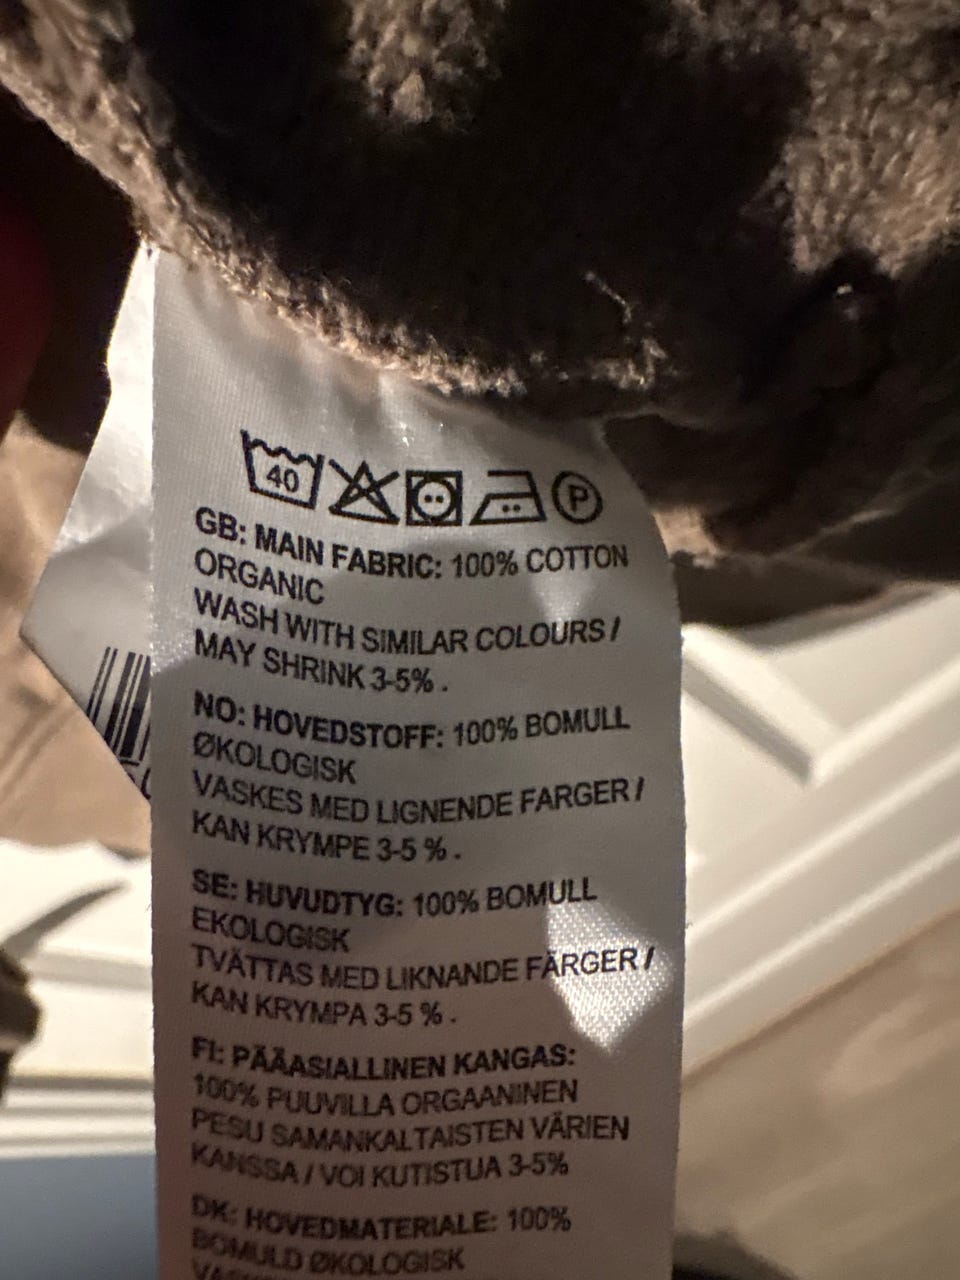 40 P
GB: MAIN FABRIC: 100% COTTON
ORGANIC
WASH WITH SIMILAR COLOURS /
MAY SHRINK 3-5% .
NO: HOVEDSTOFF: 100% BOMULL
ØKOLOGISK
VASKES MED LIGNENDE FARGER /
KAN KRYMPE 3-5 % .
SE: HUVUDTYG: 100% BOMULL
EKOLOGISK
TVÄTTAS MED LIKNANDE FÄRGER /
KAN KRYMPA 3-5 % .
FI: PÄÄASIALLINEN KANGAS:
100% PUUVILLA ORGAANINEN
PESU SAMANKALTAISTEN VÄRIEN
KANSSA / VOI KUTISTUA 3-5%
DK: HOVEDMATERIALE: 100%
BOMULD ØKOLOGISK